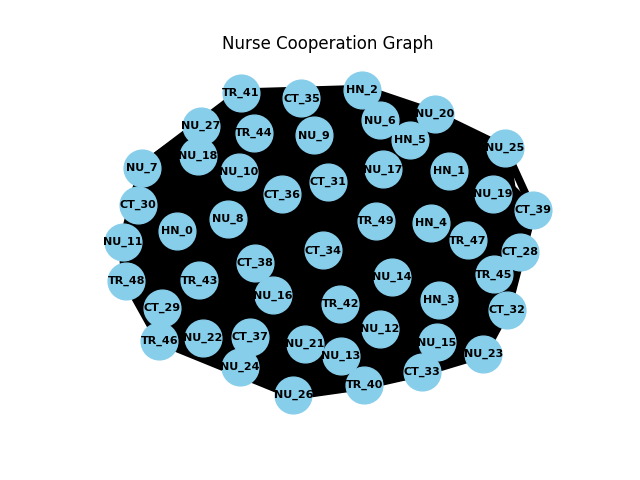 Nurse Cooperation Graph
HN_2
TR_41
CT_35
NU_20
NU_6
NU_27
TR_44
NU_9
HN_5
NU_25
NU_18
NU_7
NU_10
NU_17
HN_1
CT_31
CT_36
NU_19
CT_30
CT_39
NU_8
TR_49
HN_4
HN_0
NU_11
TR_47
CT_34
CT_28
CT_38
TR_45
NU_14
TR_48
TR_43
NU_16
HN_3
TR_42
CT_29
CT_32
NU_12
CT_37
NU_22
TR_46
NU_21
NU_15
NU_23
NU_13
NU_24
CT_33
TR_40
NU_26